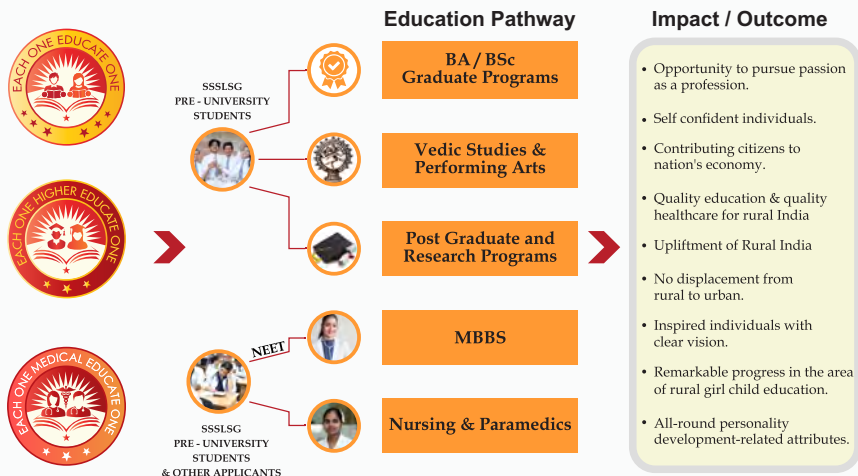 Education Pathway
Impact / Outcome
EACH ONE EDUCATE ONE
EACH ONE HIGHER EDUCATE ONE
EACH ONE MEDICAL EDUCATE ONE
SSSLSG
PRE - UNIVERSITY
STUDENTS
NEET
SSSLSG
PRE - UNIVERSITY
STUDENTS
& OTHER APPLICANTS
BA / BSc
Graduate Programs
Vedic Studies &
Performing Arts
Post Graduate and
Research Programs
MBBS
Nursing & Paramedics
• Opportunity to pursue passion
as a profession.
• Self confident individuals.
• Contributing citizens to
nation's economy.
• Quality education & quality
healthcare for rural India
• Upliftment of Rural India
• No displacement from
rural to urban.
• Inspired individuals with
clear vision.
• Remarkable progress in the area
of rural girl child education.
• All-round personality
development-related attributes.